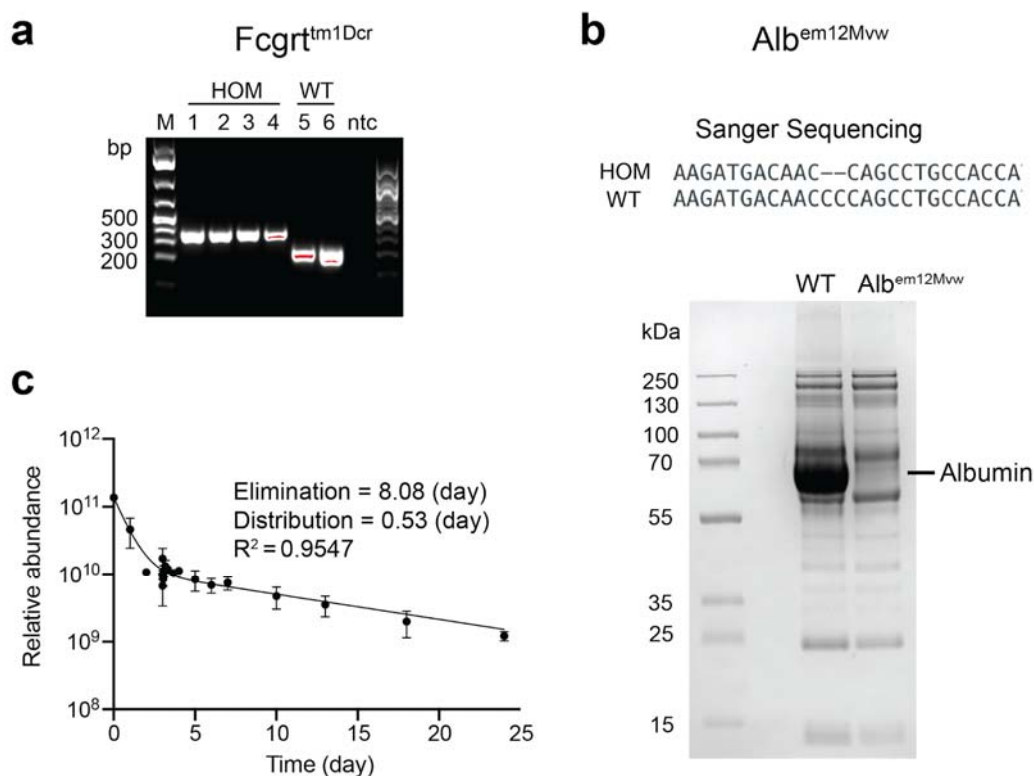 a
Fcgrt^tm1Dcr
HOM WT
M 1 2 3 4 5 6 ntc
bp
500
300
200
b
Alb^em12Mvw
Sanger Sequencing
HOM AAGATGACAAC--CAGCCTGCCACCA
WT AAGATGACAACCCCAGCCTGCCACCA
WT Alb^em12Mvw
kDa
250
130
100
70
Albumin
55
35
25
15
c
Relative abundance
10^12
10^11
10^10
10^9
10^8
Elimination = 8.08 (day)
Distribution = 0.53 (day)
R^2 = 0.9547
0 5 10 15 20 25
Time (day)